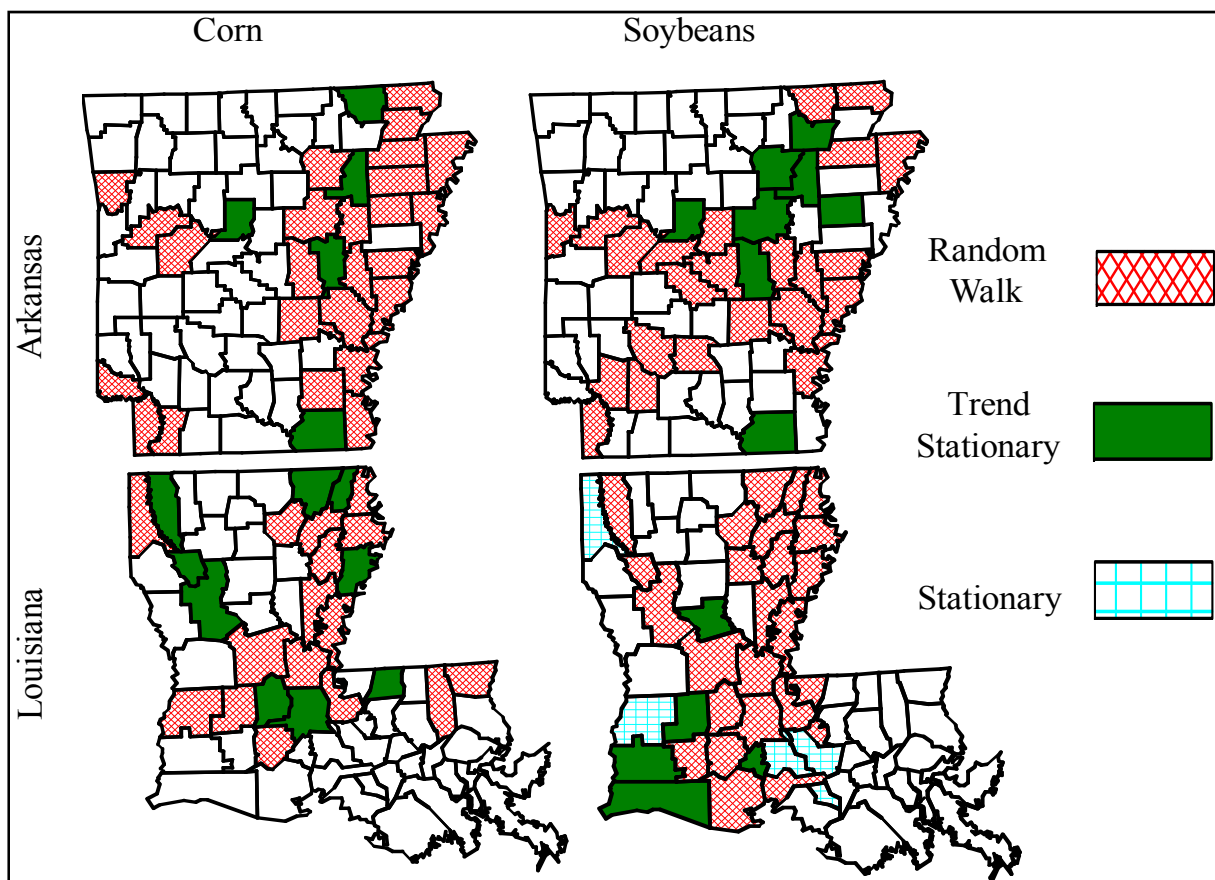 Corn
Soybeans
Arkansas
Random
Walk
Trend
Stationary
Stationary
Louisiana